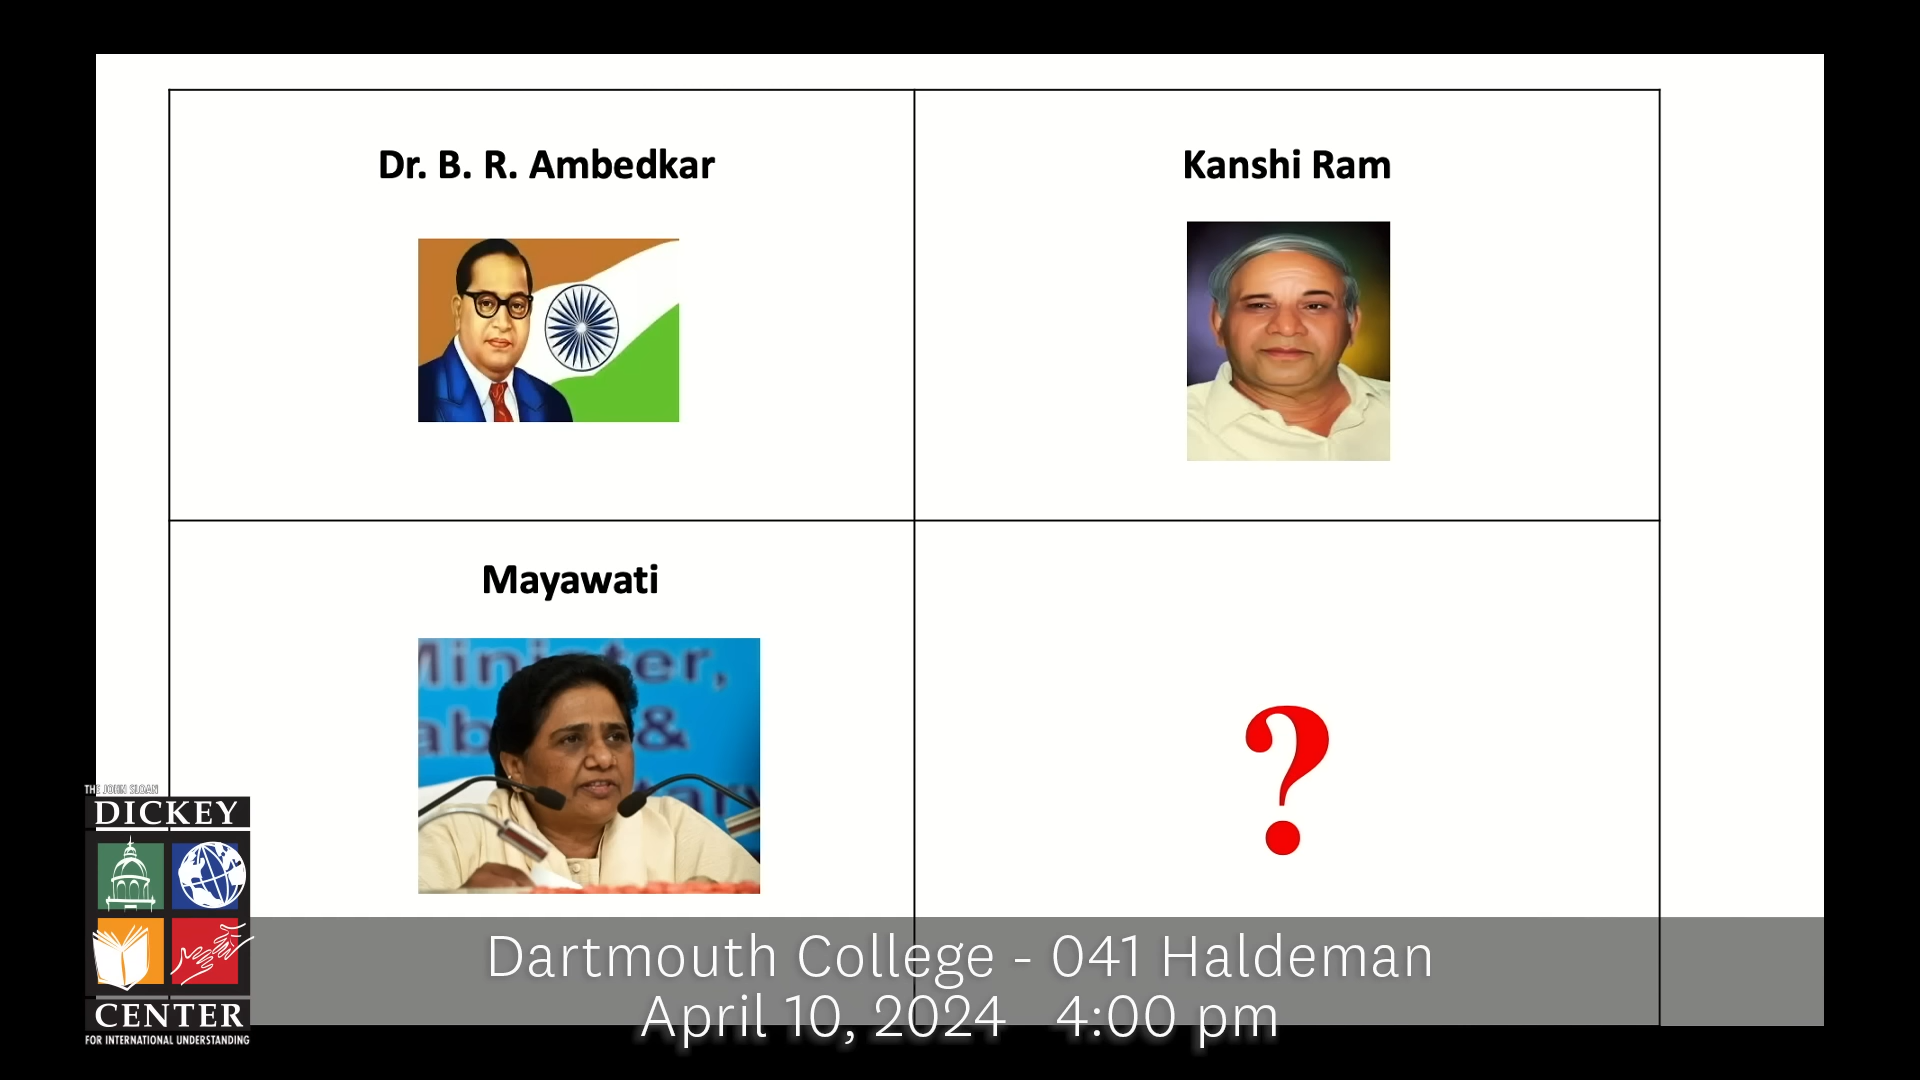 Dr. B. R. Ambedkar
Kanshi Ram
Mayawati
Minister,
&
?
THE JOHN SLOAN
DICKEY
CENTER
FOR INTERNATIONAL UNDERSTANDING
Dartmouth College - 041 Haldeman
April 10, 2024 4:00 pm